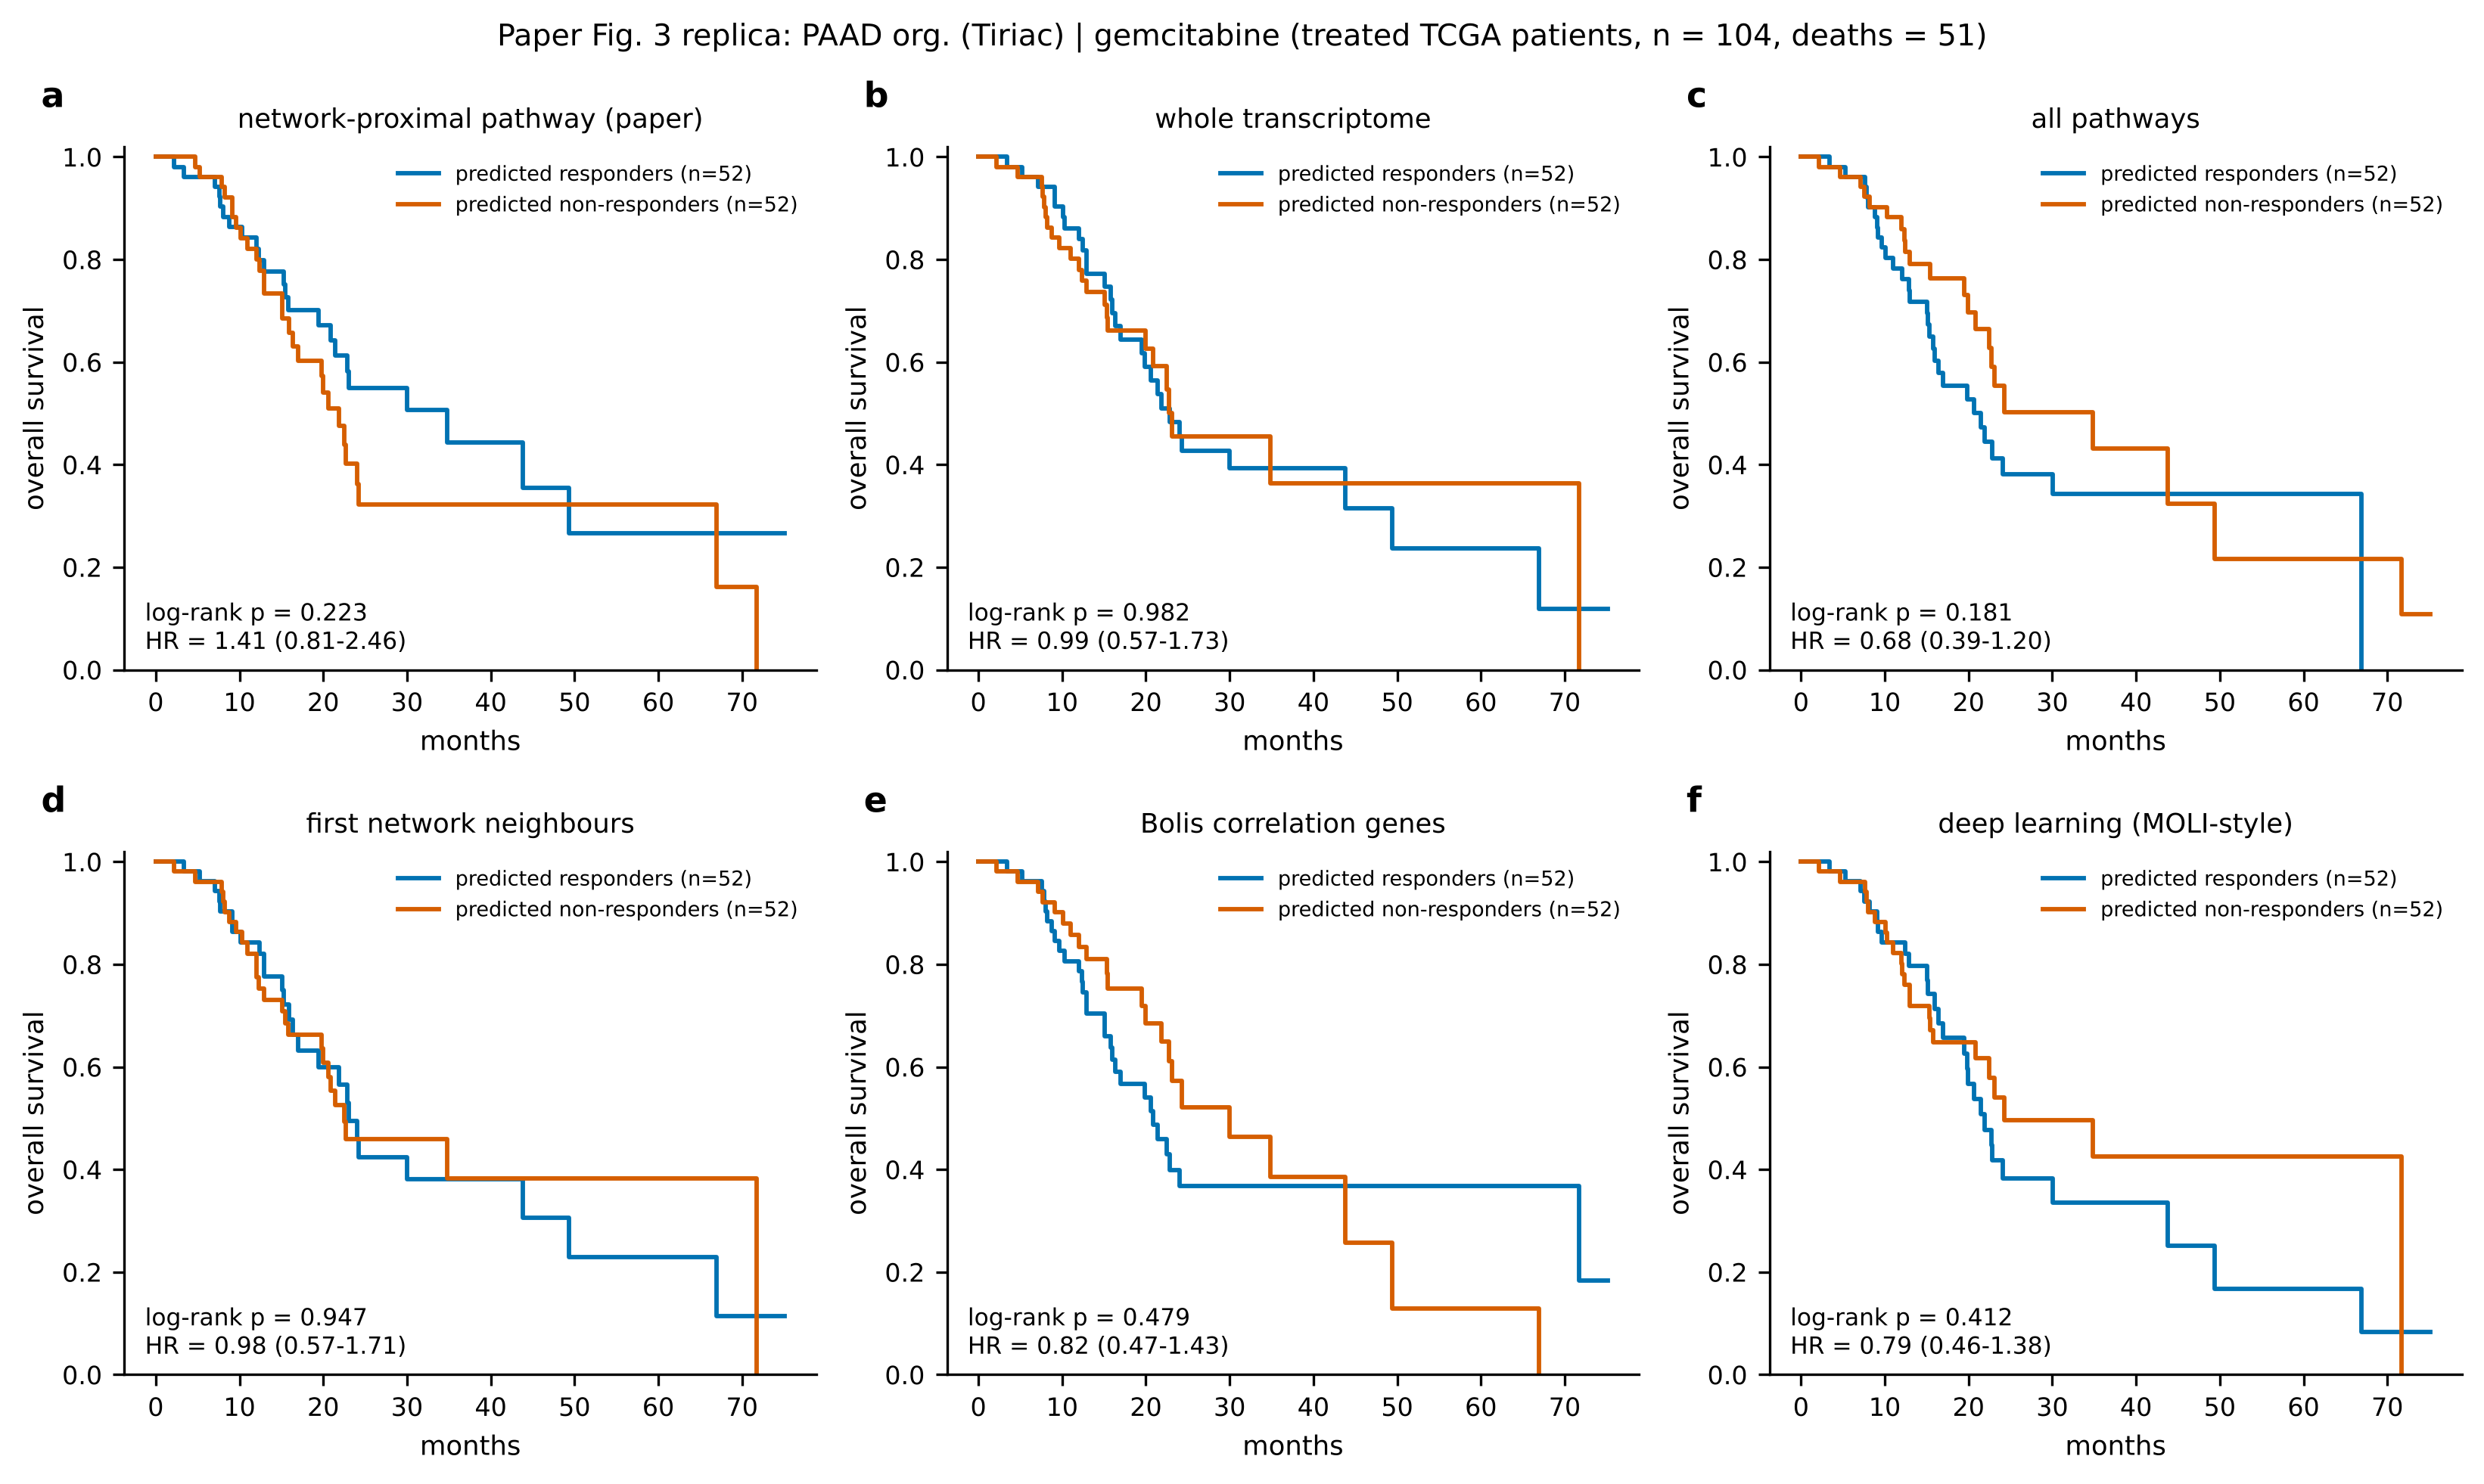 Paper Fig. 3 replica: PAAD org. (Tiriac) | gemcitabine (treated TCGA patients, n = 104, deaths = 51)
a
network-proximal pathway (paper)
predicted responders (n=52)
predicted non-responders (n=52)
1.0
0.8
0.6
0.4
0.2
0.0
overall survival
log-rank p = 0.223
HR = 1.41 (0.81-2.46)
0 10 20 30 40 50 60 70
months
b
whole transcriptome
predicted responders (n=52)
predicted non-responders (n=52)
1.0
0.8
0.6
0.4
0.2
0.0
overall survival
log-rank p = 0.982
HR = 0.99 (0.57-1.73)
0 10 20 30 40 50 60 70
months
c
all pathways
predicted responders (n=52)
predicted non-responders (n=52)
1.0
0.8
0.6
0.4
0.2
0.0
overall survival
log-rank p = 0.181
HR = 0.68 (0.39-1.20)
0 10 20 30 40 50 60 70
months
d
first network neighbours
predicted responders (n=52)
predicted non-responders (n=52)
1.0
0.8
0.6
0.4
0.2
0.0
overall survival
log-rank p = 0.947
HR = 0.98 (0.57-1.71)
0 10 20 30 40 50 60 70
months
e
Bolis correlation genes
predicted responders (n=52)
predicted non-responders (n=52)
1.0
0.8
0.6
0.4
0.2
0.0
overall survival
log-rank p = 0.479
HR = 0.82 (0.47-1.43)
0 10 20 30 40 50 60 70
months
f
deep learning (MOLI-style)
predicted responders (n=52)
predicted non-responders (n=52)
1.0
0.8
0.6
0.4
0.2
0.0
overall survival
log-rank p = 0.412
HR = 0.79 (0.46-1.38)
0 10 20 30 40 50 60 70
months